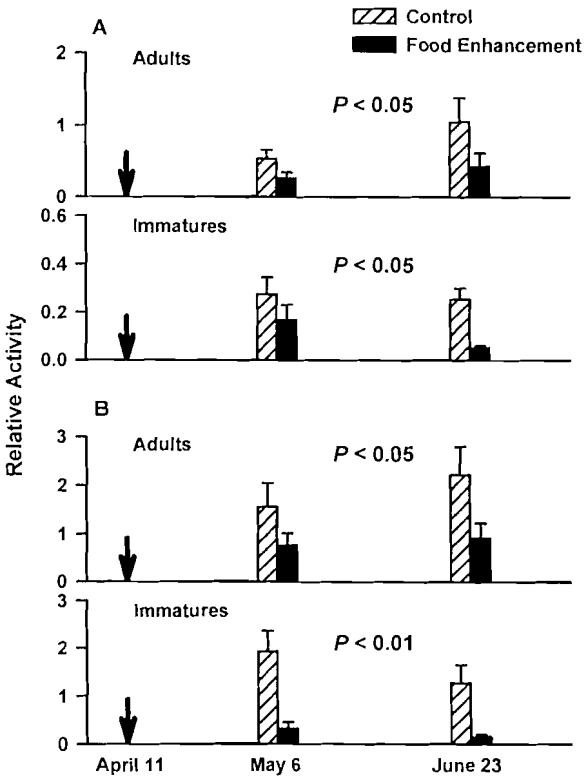 Control
Food Enhancement
A
Adults
2
P < 0.05
1
0
0.6
Immatures
P < 0.05
0.4
0.2
0.0
Relative Activity
B
3
Adults
P < 0.05
2
1
0
3
Immatures
P < 0.01
2
1
0
April 11 May 6 June 23